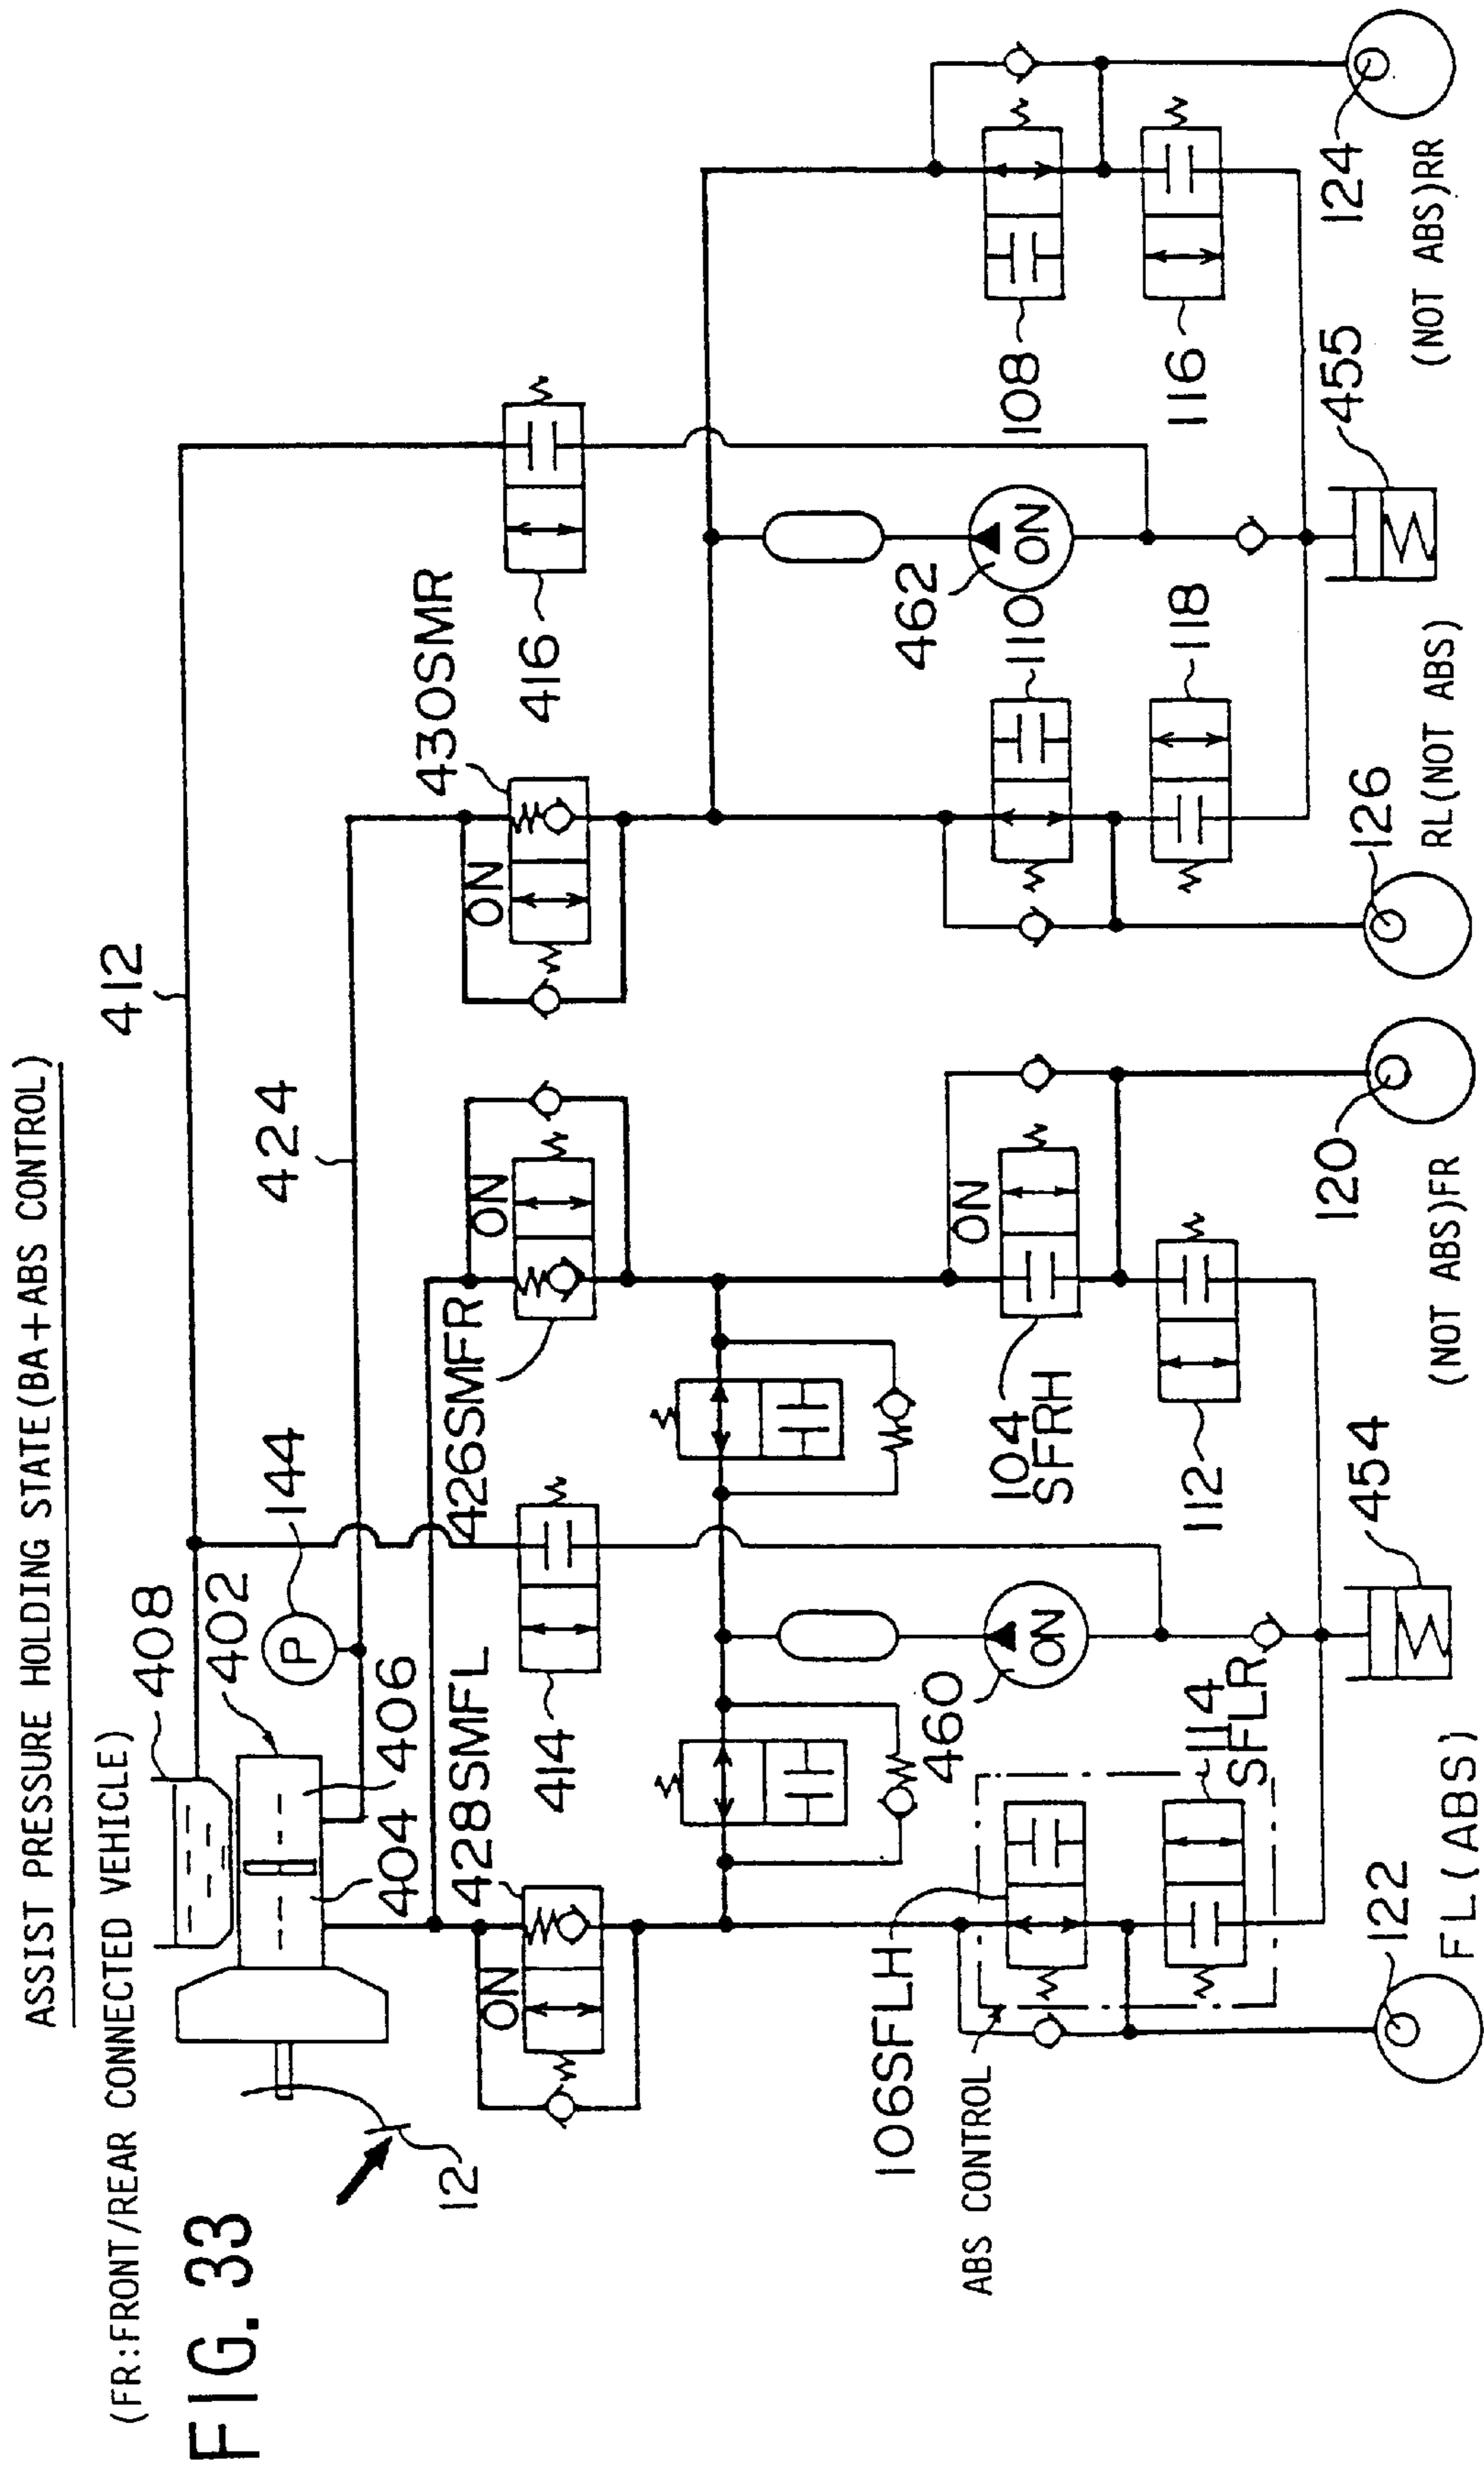 ASSIST PRESSURE HOLDING STATE(BA+ABS CONTROL)
(FR:FRONT/REAR CONNECTED VEHICLE)
FIG. 33
412
408
402
144
P
424
406
404
12
428SMFL
ON
414
426SMFR
ON
430SMR
ON
416
460
ON
462
ON
106SFLH
ABS CONTROL
114
SFLR
104
SFRH
ON
112
110
118
108
116
454
455
122
FL(ABS)
120
(NOT ABS)FR
126
RL(NOT ABS)
124
(NOT ABS)RR